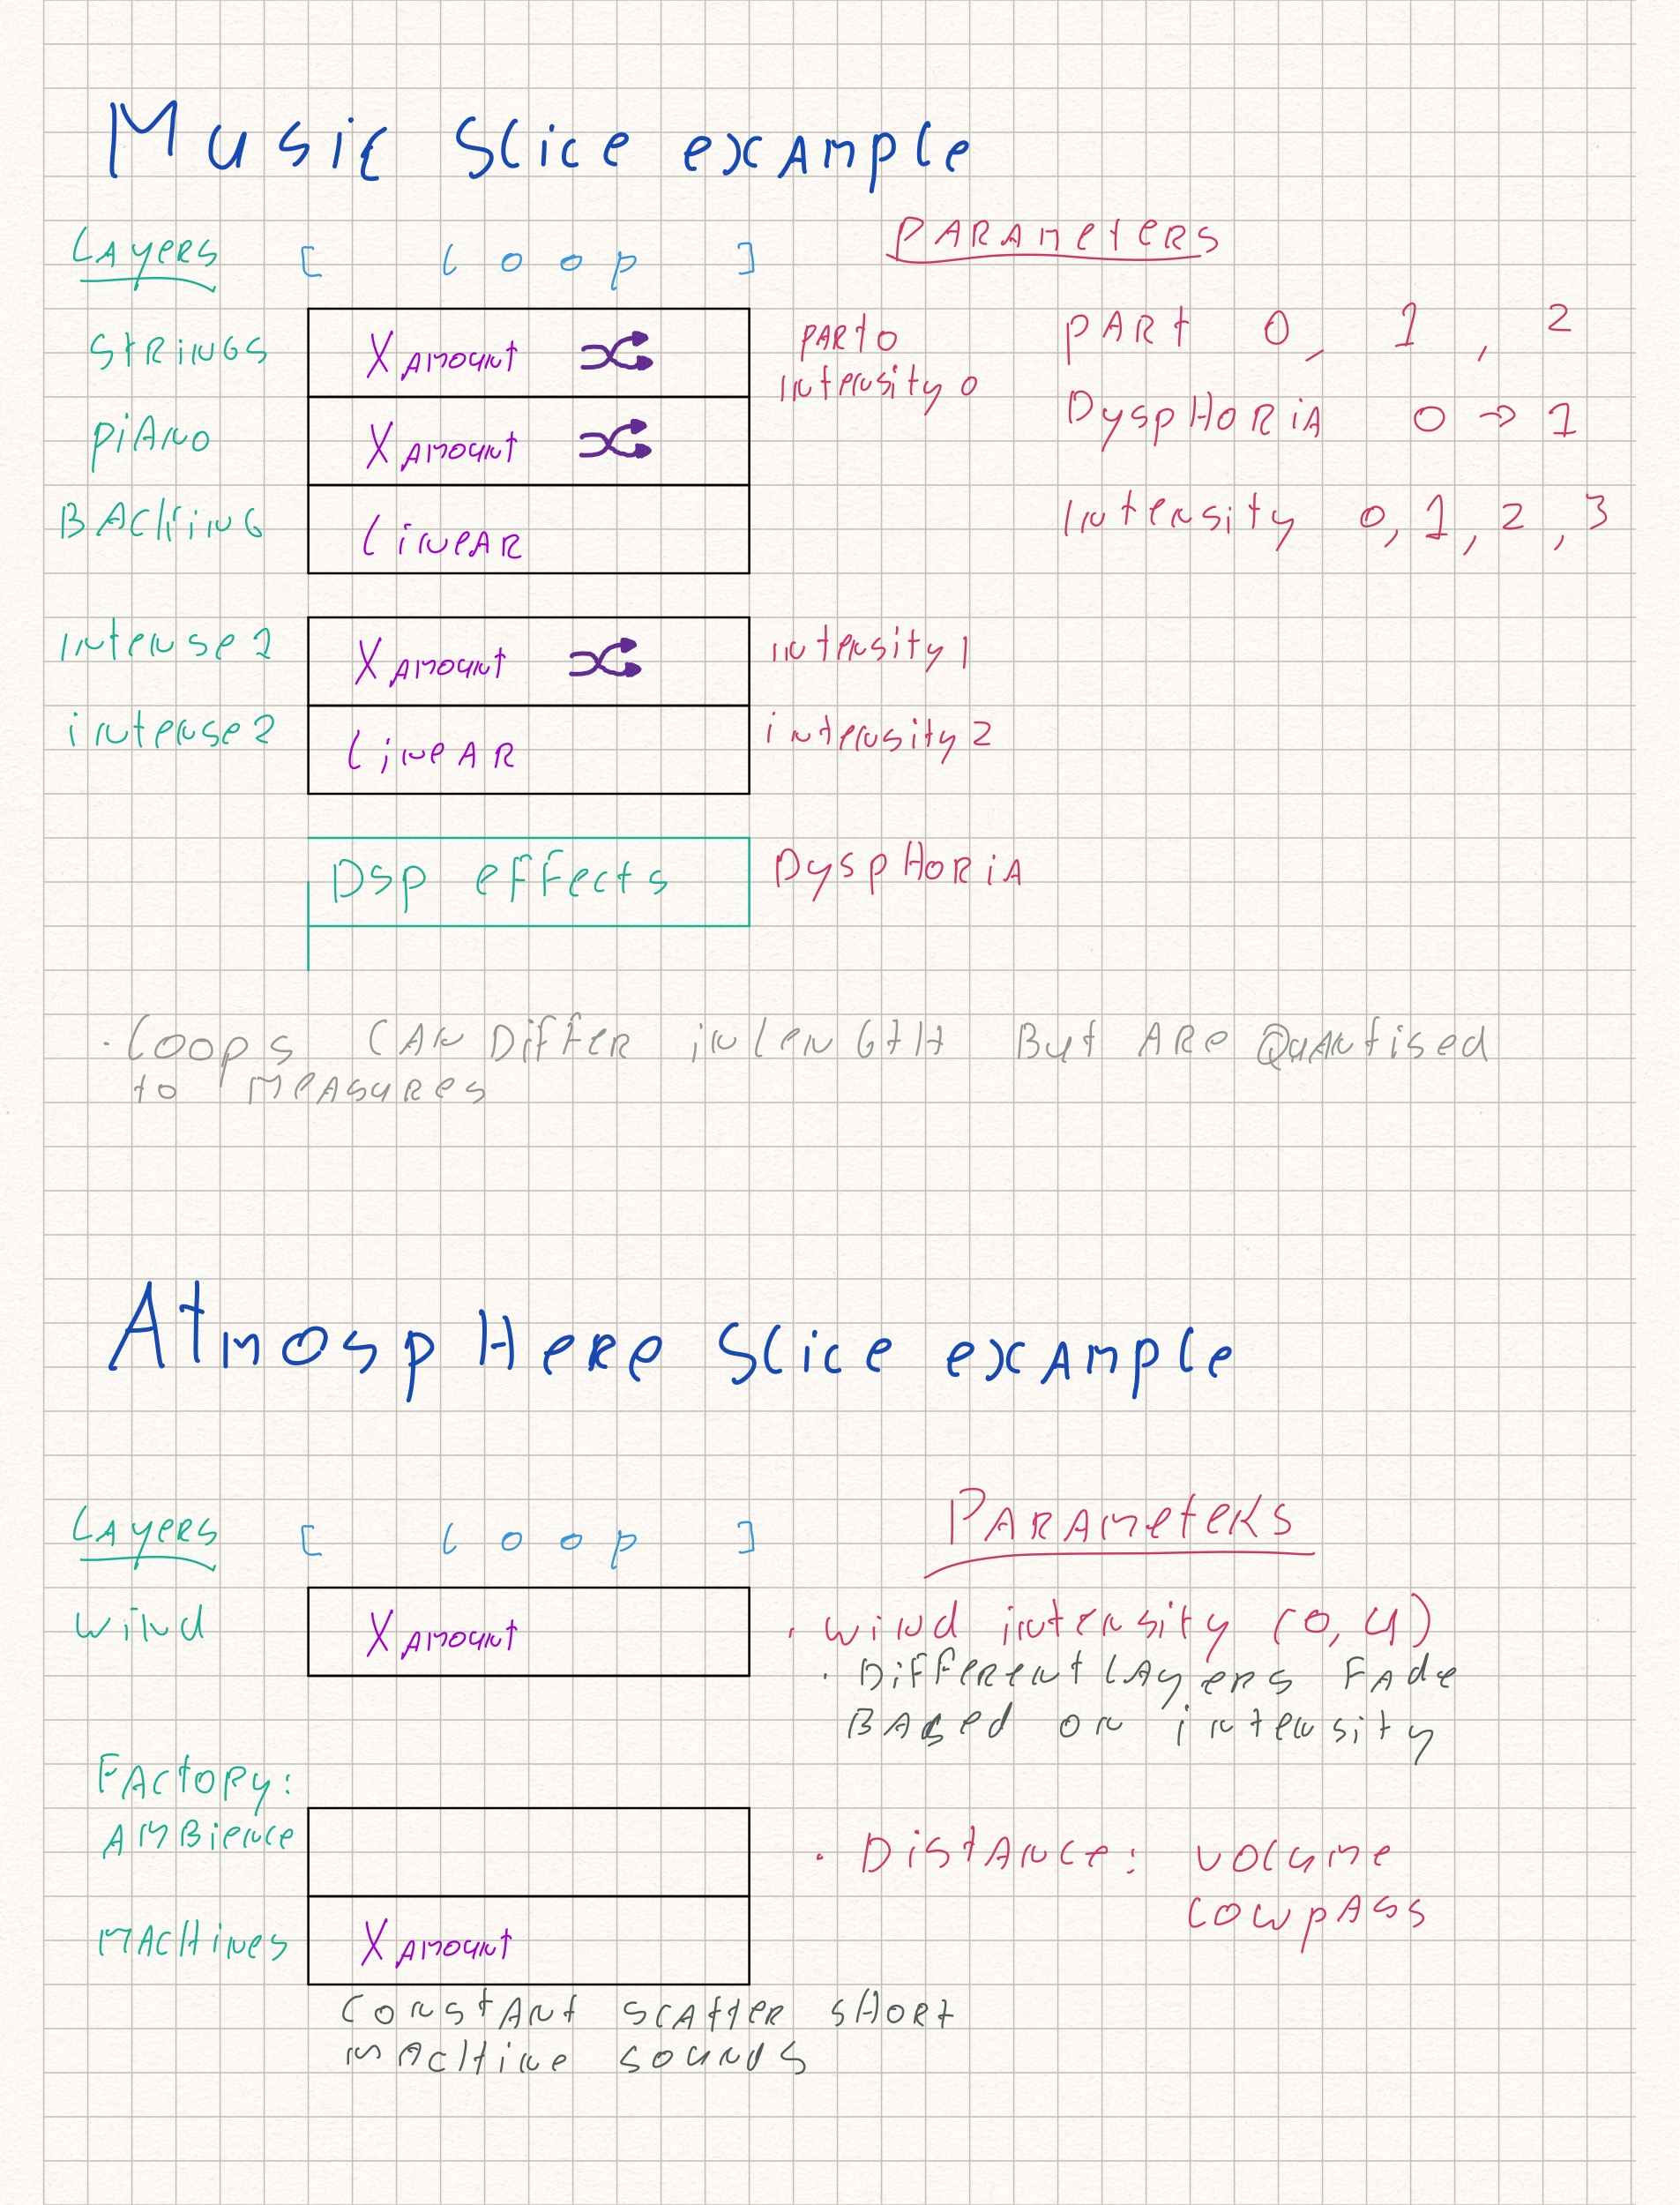 Music Slice example
Layers [ loop ] Parameters
Strings X Amount Part 0 Part 0, 1, 2
Intensity 0
Piano X Amount Dysphoria 0 → 1
Backing Linear Intensity 0, 1, 2, 3
Intense 1 X Amount Intensity 1
intense 2 Linear intensity 2
DSP effects Dysphoria
· Loops can differ in length but are quantised
to measures
Atmosphere Slice example
Layers [ loop ] Parameters
Wind X Amount · Wind intensity (0, 4)
· Different layers fade
based on intensity
Factory:
Ambience · Distance: volume
lowpass
Machines X Amount
Constant scatter short
machine sounds